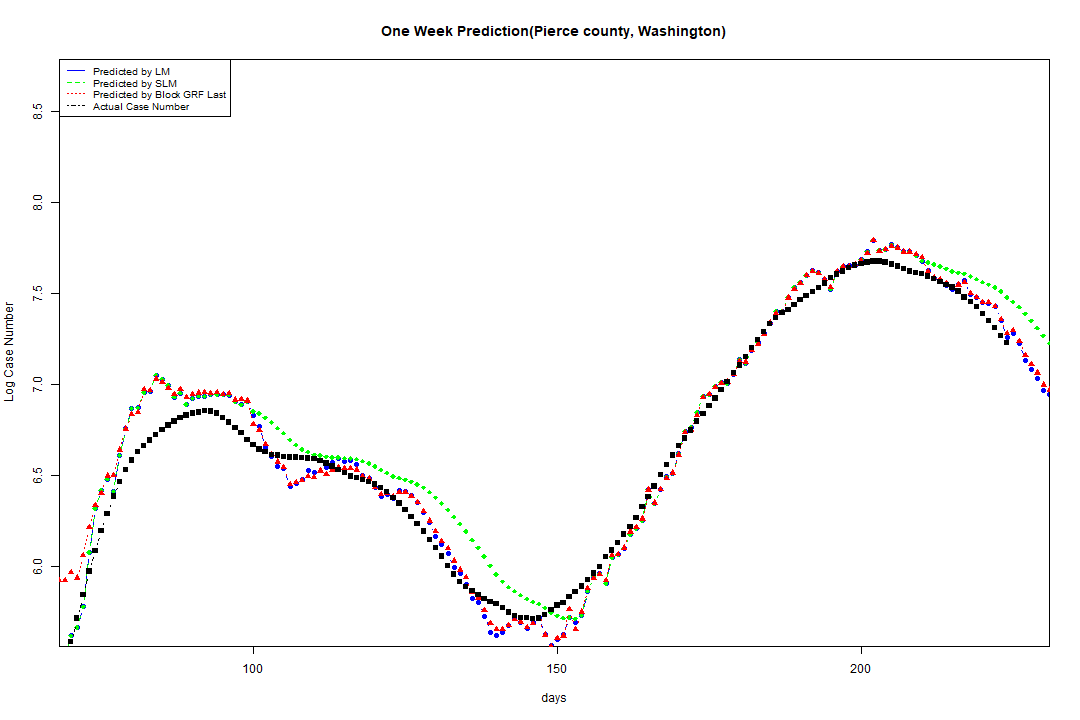 One Week Prediction(Pierce county, Washington)
Predicted by LM
Predicted by SLM
Predicted by Block GRF Last
Actual Case Number
8.5
8.0
7.5
7.0
6.5
6.0
Log Case Number
100 150 200
days